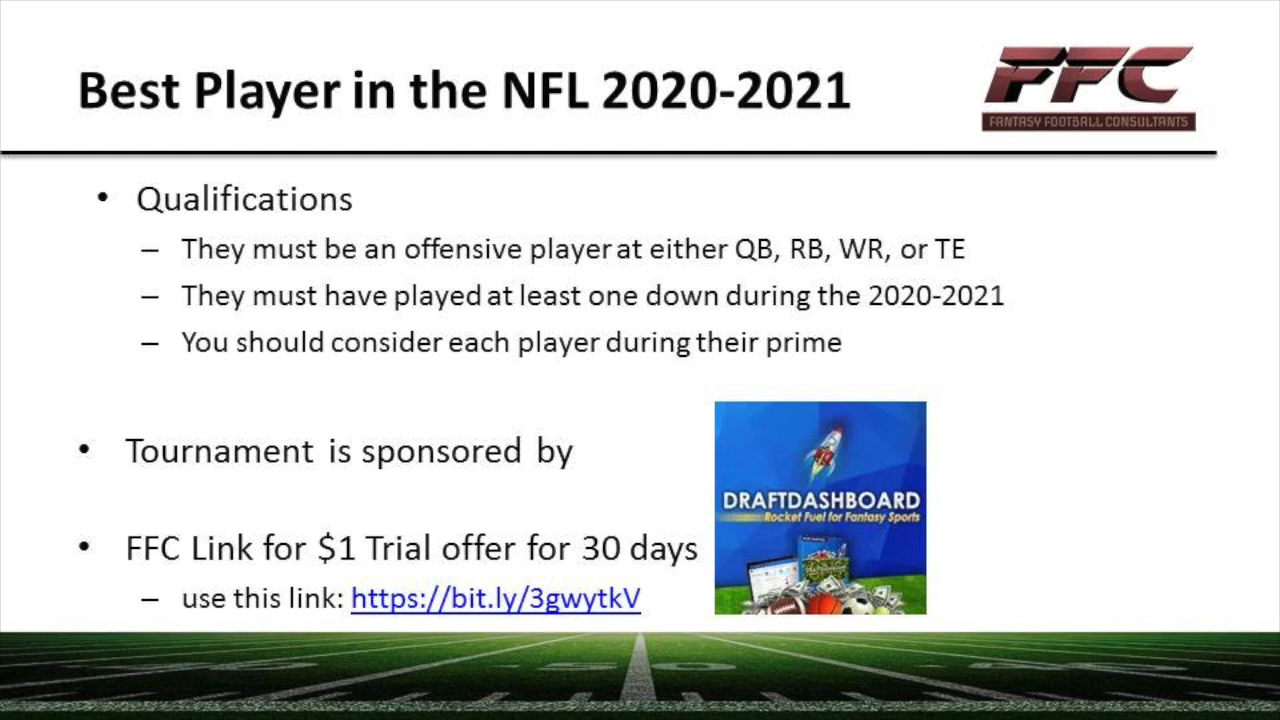 Best Player in the NFL 2020-2021
FFC
FANTASY FOOTBALL CONSULTANTS
• Qualifications
– They must be an offensive player at either QB, RB, WR, or TE
– They must have played at least one down during the 2020-2021
– You should consider each player during their prime
• Tournament is sponsored by
DRAFTDASHBOARD
Rocket Fuel for Fantasy Sports
• FFC Link for $1 Trial offer for 30 days
– use this link: https://bit.ly/3gwytkV
50